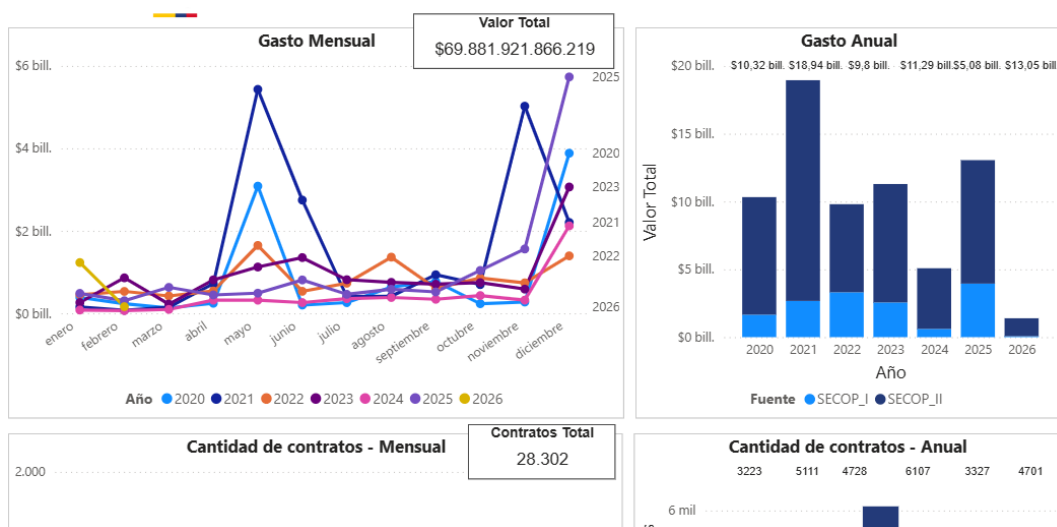 Gasto Mensual
Valor Total
$69.881.921.866.219
$6 bill.
$4 bill.
$2 bill.
$0 bill.
2025
2020
2023
2021
2022
2026
enero
febrero
marzo
abril
mayo
junio
julio
agosto
septiembre
octubre
noviembre
diciembre
Año 2020 2021 2022 2023 2024 2025 2026
Gasto Anual
$10,32 bill. $18,94 bill. $9,8 bill. $11,29 bill. $5,08 bill. $13,05 bill.
$20 bill.
$15 bill.
$10 bill.
$5 bill.
$0 bill.
Valor Total
2020 2021 2022 2023 2024 2025 2026
Año
Fuente SECOP_I SECOP_II
Cantidad de contratos - Mensual
Contratos Total
28.302
2.000
Cantidad de contratos - Anual
3223 5111 4728 6107 3327 4701
6 mil